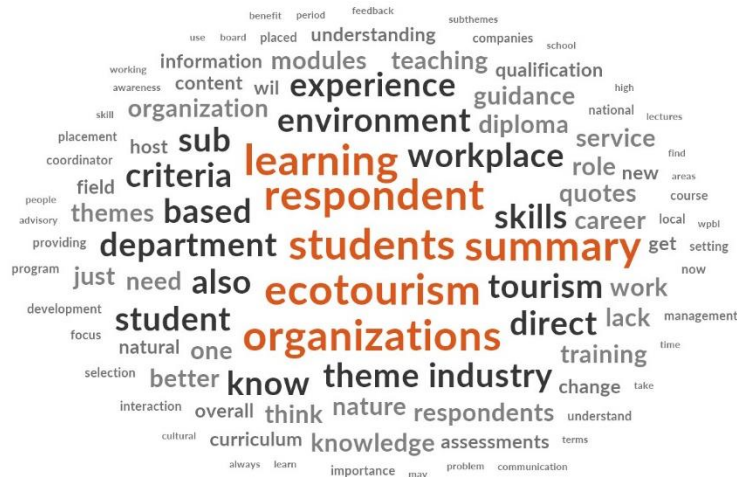 benefit period feedback
use board placed understanding subthemes companies
school
working information modules teaching qualification
awareness content wil experience guidance high
skill organization environment diploma national lectures
placement host sub learning workplace service find
coordinator criteria respondent role new areas
people field based skills quotes course
advisory themes students summary career local wpbl
providing department get setting
program just need also ecotourism tourism work now
development student organizations direct lack management
focus natural one training time
selection better know theme industry change take
interaction overall think nature respondents understand
cultural curriculum knowledge assessments terms
always learn importance may problem communication